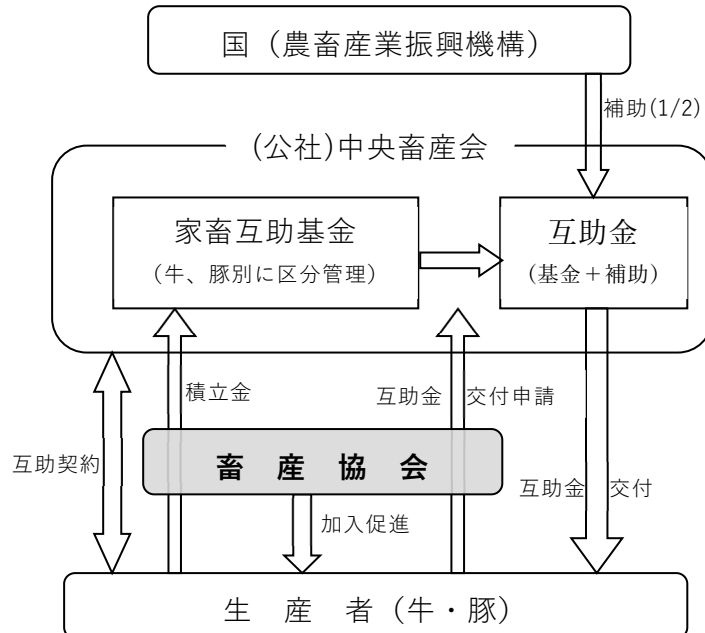 国（農畜産業振興機構）
補助(1/2)
(公社)中央畜産会
家畜互助基金
（牛、豚別に区分管理）
互助金
（基金＋補助）
積立金
互助金 交付申請
畜　産　協　会
互助契約
互助金 交付
加入促進
生　産　者（牛・豚）